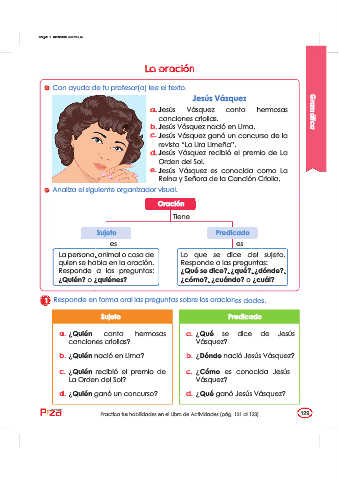 La oración
Con ayuda de tu profesor(a) lee el texto.
Jesús Vásquez
a. Jesús Vásquez canta hermosas
canciones criollas.
b. Jesús Vásquez nació en Lima.
c. Jesús Vásquez ganó un concurso de la
revista "La Lira Limeña".
d. Jesús Vásquez recibió el premio de La
Orden del Sol.
e. Jesús Vásquez es conocida como La
Reina y Señora de la Canción Criolla.
Gramática
Analiza el siguiente organizador visual.
Oración
Tiene
Sujeto
Predicado
es
es
La persona, animal o cosa de
quien se habla en la oración.
Responde a las preguntas:
¿Quién? o ¿quiénes?
Lo que se dice del sujeto.
Responde a las preguntas:
¿Qué se dice?, ¿qué?, ¿dónde?,
¿cómo?, ¿cuándo? o ¿cuál?
1 Responde en forma oral las preguntas sobre las oraciones dadas.
Sujeto
a. ¿Quién canta hermosas
canciones criollas?
b. ¿Quién nació en Lima?
c. ¿Quién recibió el premio de
La Orden del Sol?
d. ¿Quién ganó un concurso?
Predicado
a. ¿Qué se dice de Jesús
Vásquez?
b. ¿Dónde nació Jesús Vásquez?
c. ¿Cómo es conocida Jesús
Vásquez?
d. ¿Qué ganó Jesús Vásquez?
Practica tus habilidades en el Libro de Actividades (pág. 131 al 133)